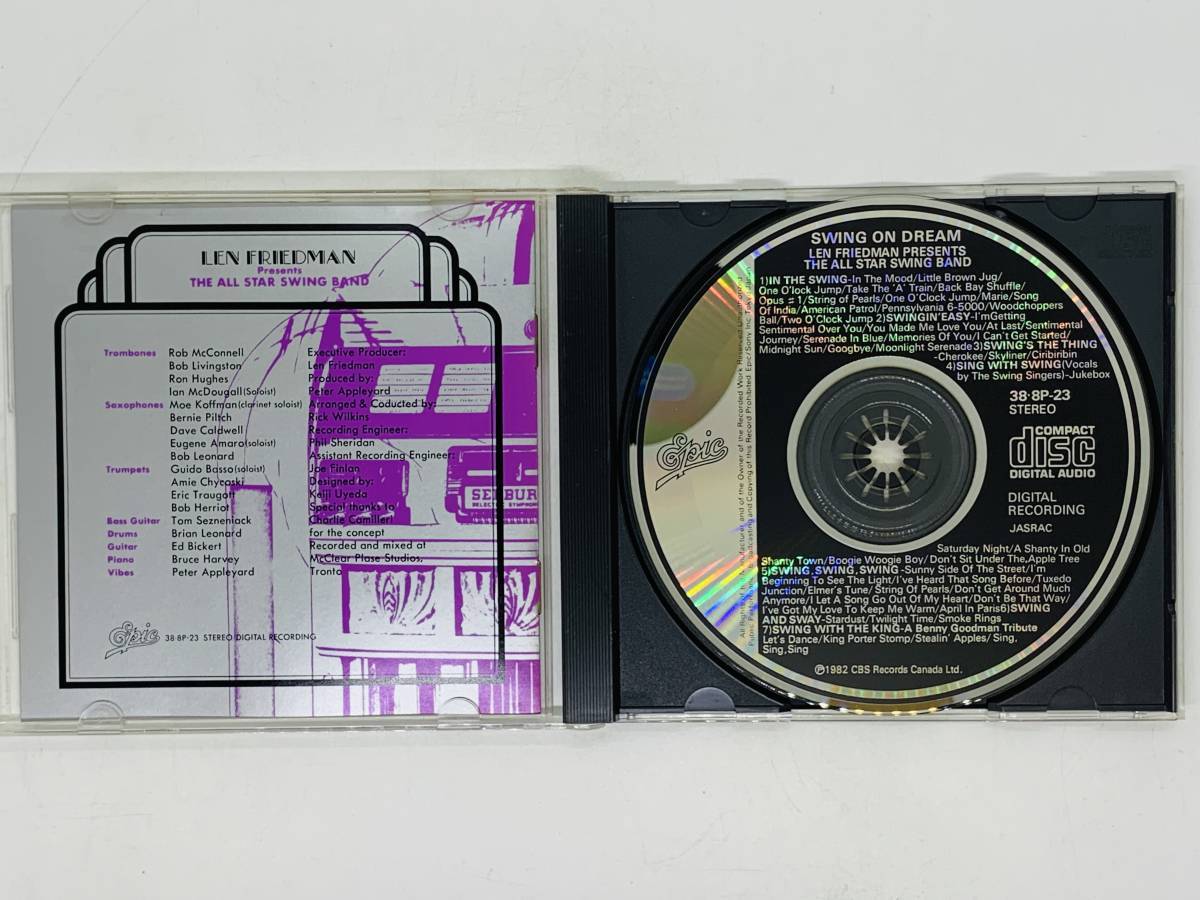 LEN FRIEDMAN
Presents
THE ALL STAR SWING BAND
Trombones Rob McConnell
Bob Livingston
Ron Hughes
Ian McDougall(soloist)
Saxophones Moe Koffman(clarinet soloist)
Bernie Piltch
Dave Caldwell
Eugene Amaro(soloist)
Bob Leonard
Trumpets Guido Basso(soloist)
Arnie Chycoski
Eric Traugott
Bob Herriot
Bass Guitar Tom Sezneniack
Drums Brian Leonard
Guitar Ed Bickert
Piano Bruce Harvey
Vibes Peter Appleyard
Executive Producer:
Len Friedman
Produced by:
Peter Appleyard
Arranged & Coducted by:
Rick Wilkins
Recording Engineer:
Phil Sheridan
Assistant Recording Engineer:
Joe Finlan
Designed by:
Keiji Uyeda
Special thanks to
Charlie Camilleri
for the concept
Recorded and mixed at
McClear Plase Studios,
Tronto
SEEBUR
Epic 38·8P-23 STEREO DIGITAL RECORDING
SWING ON DREAM
LEN FRIEDMAN PRESENTS
THE ALL STAR SWING BAND
1)IN THE SWING-In The Mood/Little Brown Jug/
One O'lock Jump/Take The 'A' Train/Back Bay Shuffle/
Opus #1/String of Pearls/One O'Clock Jump/Marie/Song
Of India/American Patrol/Pennsylvania 6-5000/Woodchoppers
Ball/Two O'Clock Jump 2)SWINGIN'EASY-I'mGetting
Sentimental Over You/You Made Me Love You/At Last/Sentimental
Journey/Serenade In Blue/Memories Of You/I Can't Get Started/
Midnight Sun/Googbye/Moonlight Serenade3)SWING'S THE THING
-Cherokee/Skyliner/Ciribiribin
4)SING WITH SWING(Vocals
by The Swing Singers)-Jukebox
38·8P-23
STEREO
COMPACT
disc
DIGITAL AUDIO
DIGITAL
RECORDING
JASRAC
Epic
Saturday Night/A Shanty In Old
Shanty Town/Boogie Woogie Boy/Don't Sit Under The,Apple Tree
5)SWING, SWING, SWING-Sunny Side Of The Street/I'm
Beginning To See The Light/I've Heard That Song Before/Tuxedo
Junction/Elmer's Tune/String Of Pearls/Don't Get Around Much
Anymore/I Let A Song Go Out Of My Heart/Don't Be That Way/
I've Got My Love To Keep Me Warm/April In Paris6)SWING
AND SWAY-Stardust/Twilight Time/Smoke Rings
7)SWING WITH THE KING-A Benny Goodman Tribute
Let's Dance/King Porter Stomp/Stealin' Apples/Sing,
Sing,Sing
℗1982 CBS Records Canada Ltd.